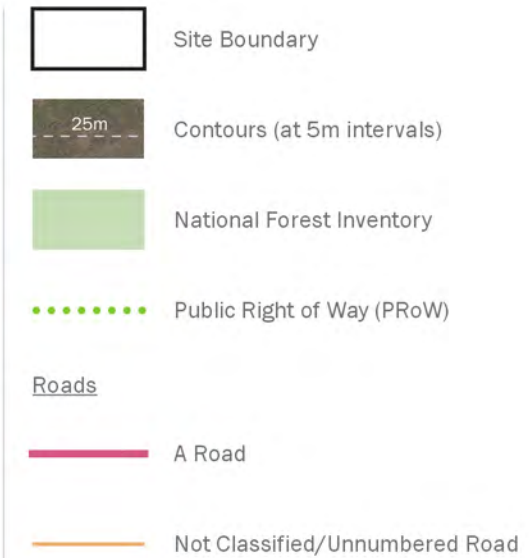 Site Boundary
25m
Contours (at 5m intervals)
National Forest Inventory
Public Right of Way (PRoW)
Roads
A Road
Not Classified/Unnumbered Road